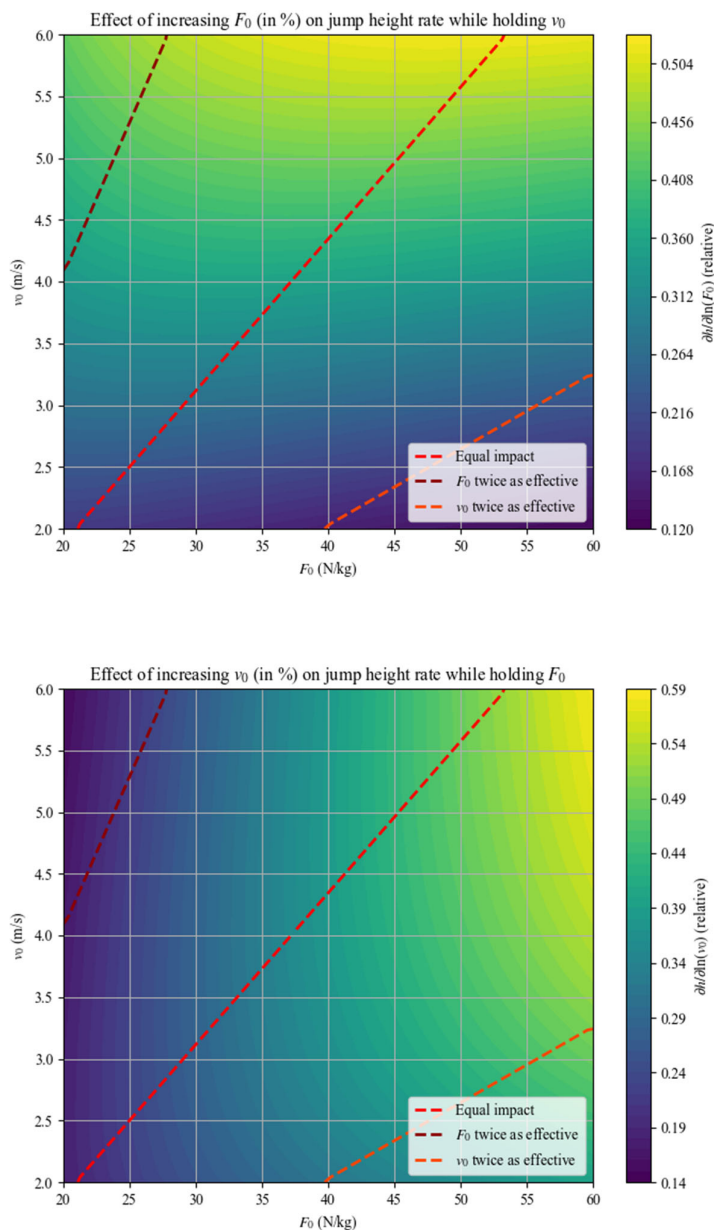 Effect of increasing F₀ (in %) on jump height rate while holding v₀
6.0
5.5
5.0
4.5
4.0
3.5
3.0
2.5
2.0
v₀ (m/s)
20 25 30 35 40 45 50 55 60
F₀ (N/kg)
Equal impact
F₀ twice as effective
v₀ twice as effective
0.504
0.456
0.408
0.360
0.312
0.264
0.216
0.168
0.120
∂h/∂ln(F₀) (relative)
Effect of increasing v₀ (in %) on jump height rate while holding F₀
6.0
5.5
5.0
4.5
4.0
3.5
3.0
2.5
2.0
v₀ (m/s)
20 25 30 35 40 45 50 55 60
F₀ (N/kg)
Equal impact
F₀ twice as effective
v₀ twice as effective
0.59
0.54
0.49
0.44
0.39
0.34
0.29
0.24
0.19
0.14
∂h/∂ln(v₀) (relative)